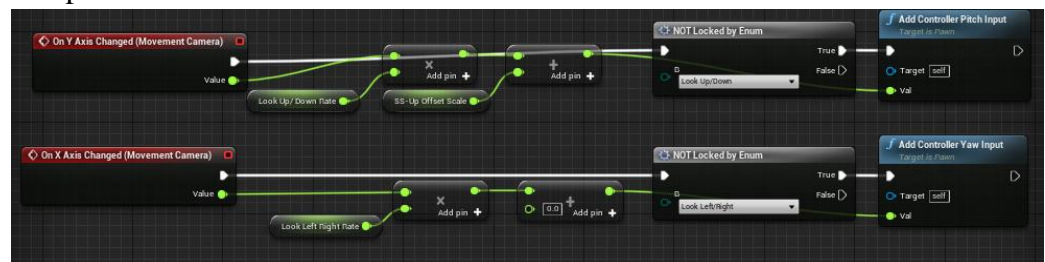 On Y Axis Changed (Movement Camera)
Value
Look Up/Down Rate
×
Add pin +
SS-Up Offset Scale
+
Add pin +
NOT Locked by Enum
True
B
False
Look Up/Down
Add Controller Pitch Input
Target is Pawn
Target self
Val
On X Axis Changed (Movement Camera)
Value
Look Left Right Rate
×
Add pin +
0.0
+
Add pin +
NOT Locked by Enum
True
B
False
Look Left/Right
Add Controller Yaw Input
Target is Pawn
Target self
Val